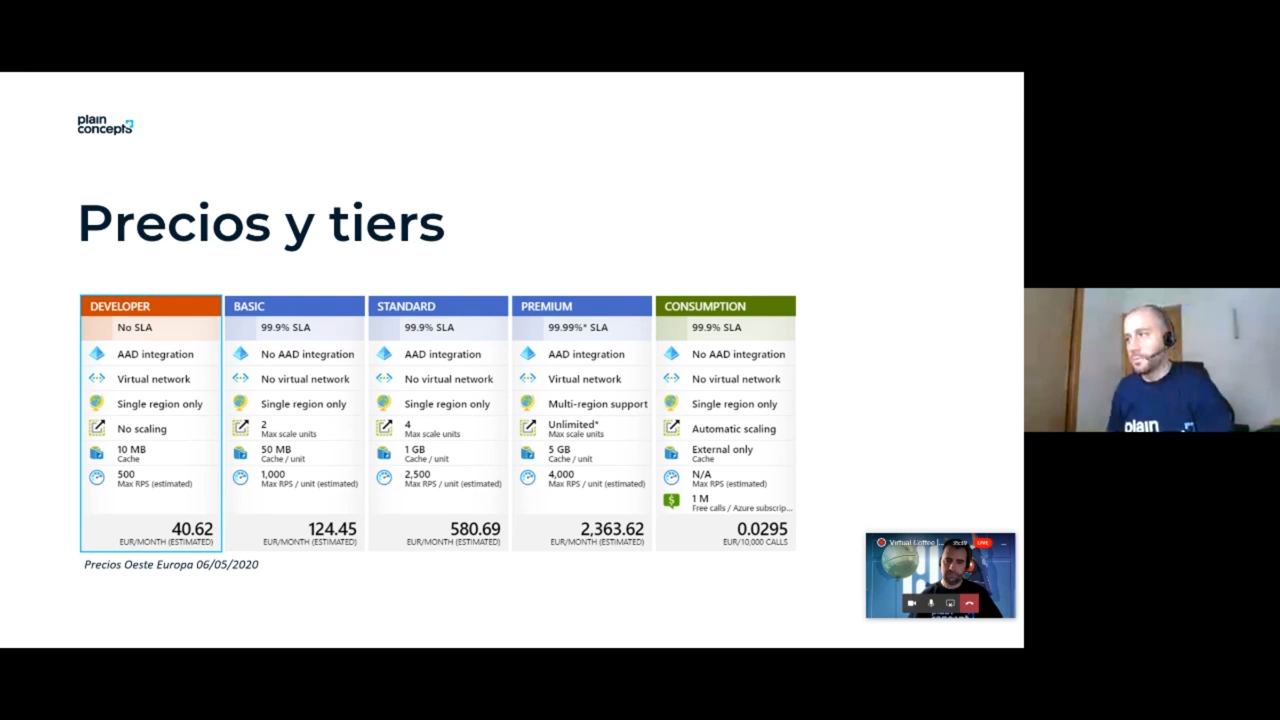 plain
concepts
Precios y tiers
DEVELOPER
No SLA
AAD integration
Virtual network
Single region only
No scaling
10 MB
Cache
500
Max RPS (estimated)
40.62
EUR/MONTH (ESTIMATED)
BASIC
99.9% SLA
No AAD integration
No virtual network
Single region only
2
Max scale units
50 MB
Cache / unit
1,000
Max RPS / unit (estimated)
124.45
EUR/MONTH (ESTIMATED)
STANDARD
99.9% SLA
AAD integration
No virtual network
Single region only
4
Max scale units
1 GB
Cache / unit
2,500
Max RPS / unit (estimated)
580.69
EUR/MONTH (ESTIMATED)
PREMIUM
99.99%* SLA
AAD integration
Virtual network
Multi-region support
Unlimited*
Max scale units
5 GB
Cache / unit
4,000
Max RPS / unit (estimated)
2,363.62
EUR/MONTH (ESTIMATED)
CONSUMPTION
99.9% SLA
No AAD integration
No virtual network
Single region only
Automatic scaling
External only
Cache
N/A
Max RPS (estimated)
$
1 M
Free calls / Azure subscrip...
0.0295
EUR/10,000 CALLS
Precios Oeste Europa 06/05/2020
Virtual Coffee |...
LIVE
plain